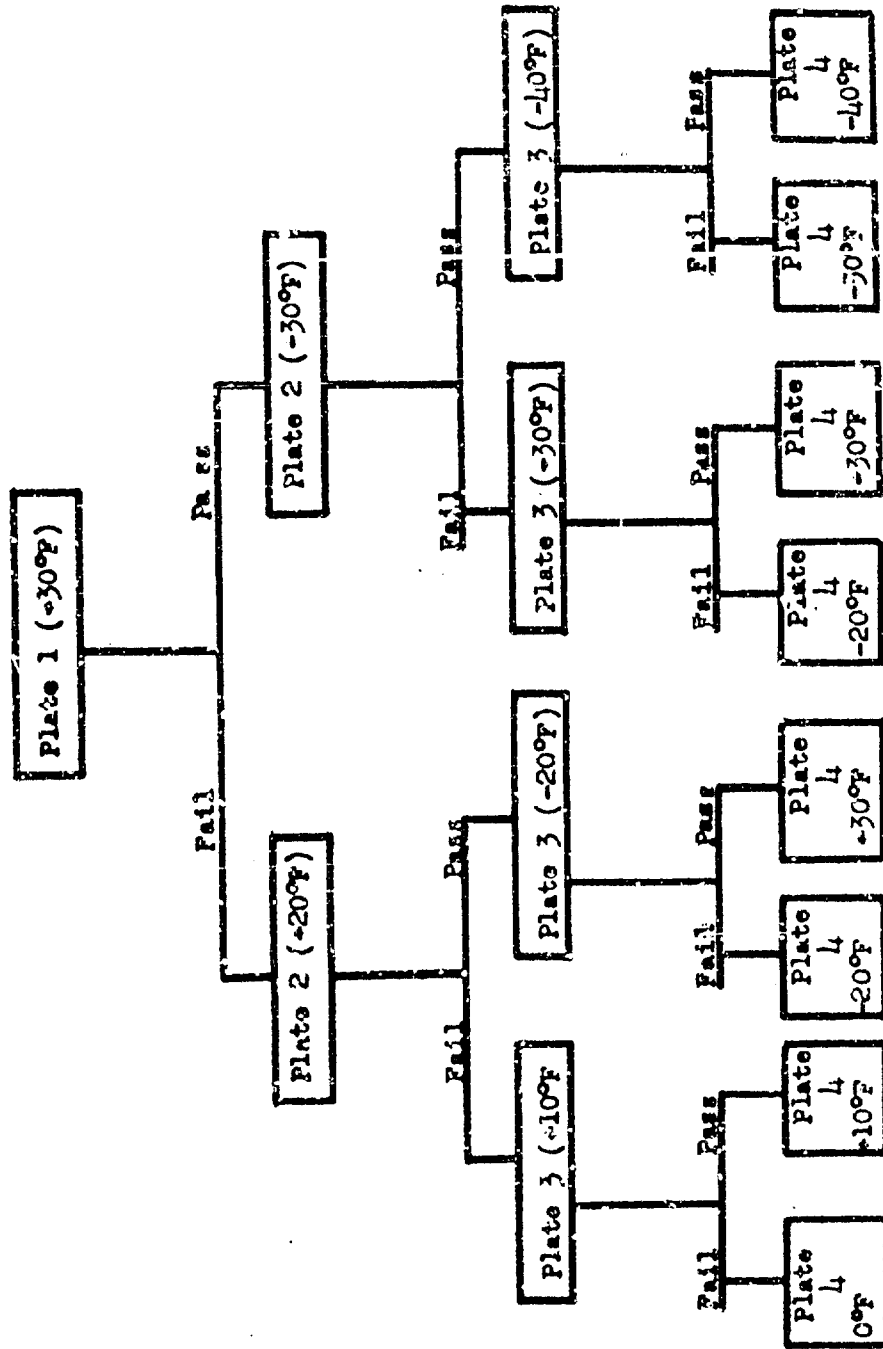 Plate 1 (-30°F)
Fail
Pass
Plate 2 (-20°F)
Plate 2 (-30°F)
Fail
Pass
Fail
Pass
Plate 3 (-10°F
Plate 3 (-20°F)
Plate 3 (-30°F)
Plate 3 (-40°F)
Fail
Pass
Fail
Pass
Fail
Pass
Fail
Pass
Plate
4
0°F
Plate
4
-10°F
Plate
4
-20°F
Plate
4
-30°F
Plate
4
-20°F
Plate
4
-30°F
Plate
4
-30°F
Plate
4
-40°F